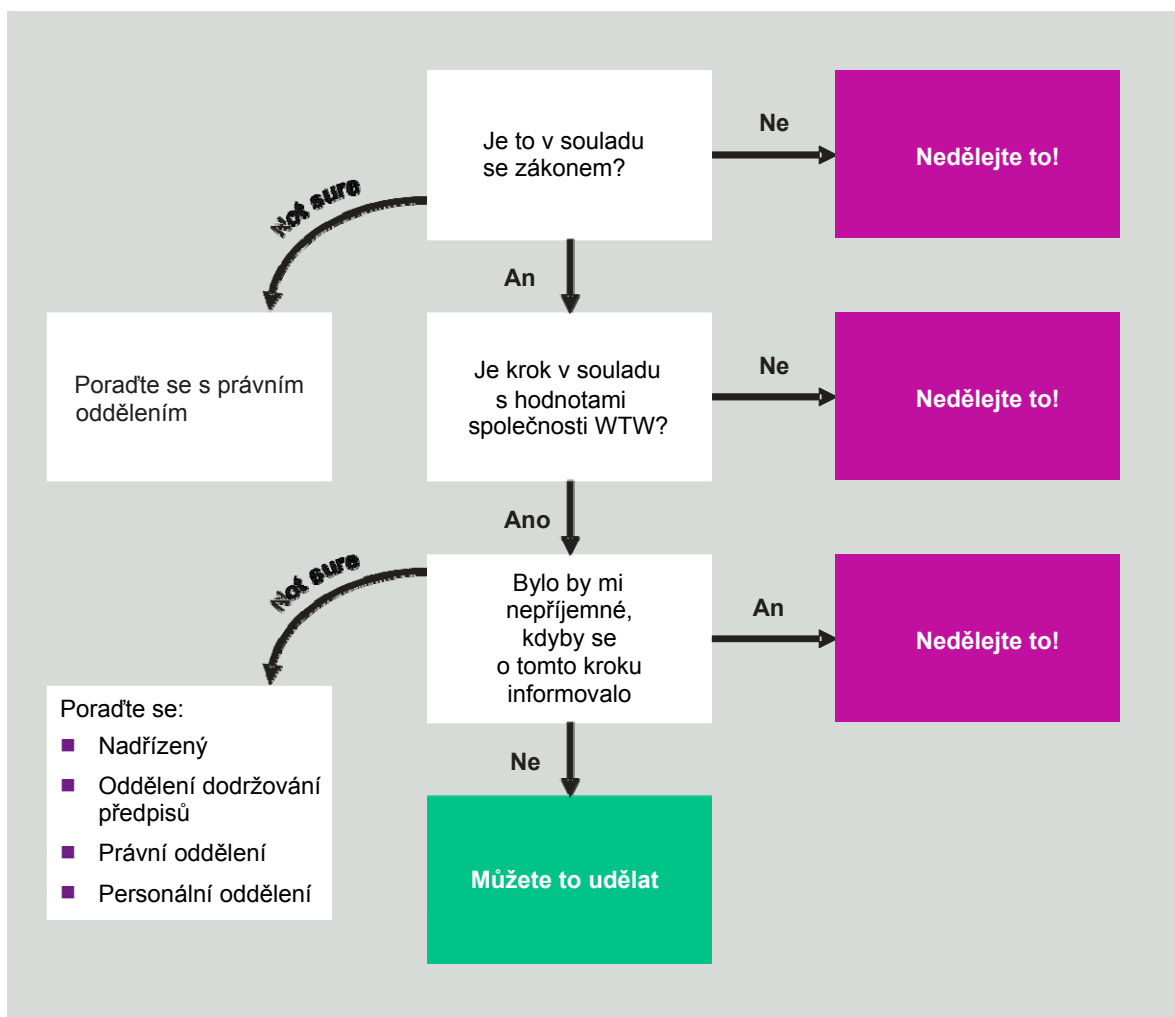 Je to v souladu
se zákonem?
Ne
Nedělejte to!
Not sure
An
Poraďte se s právním
oddělením
Je krok v souladu
s hodnotami
společnosti WTW?
Ne
Nedělejte to!
Ano
Not sure
Bylo by mi
nepříjemné,
kdyby se
o tomto kroku
informovalo
An
Nedělejte to!
Poraďte se:
Nadřízený
Oddělení dodržování
předpisů
Právní oddělení
Personální oddělení
Ne
Můžete to udělat